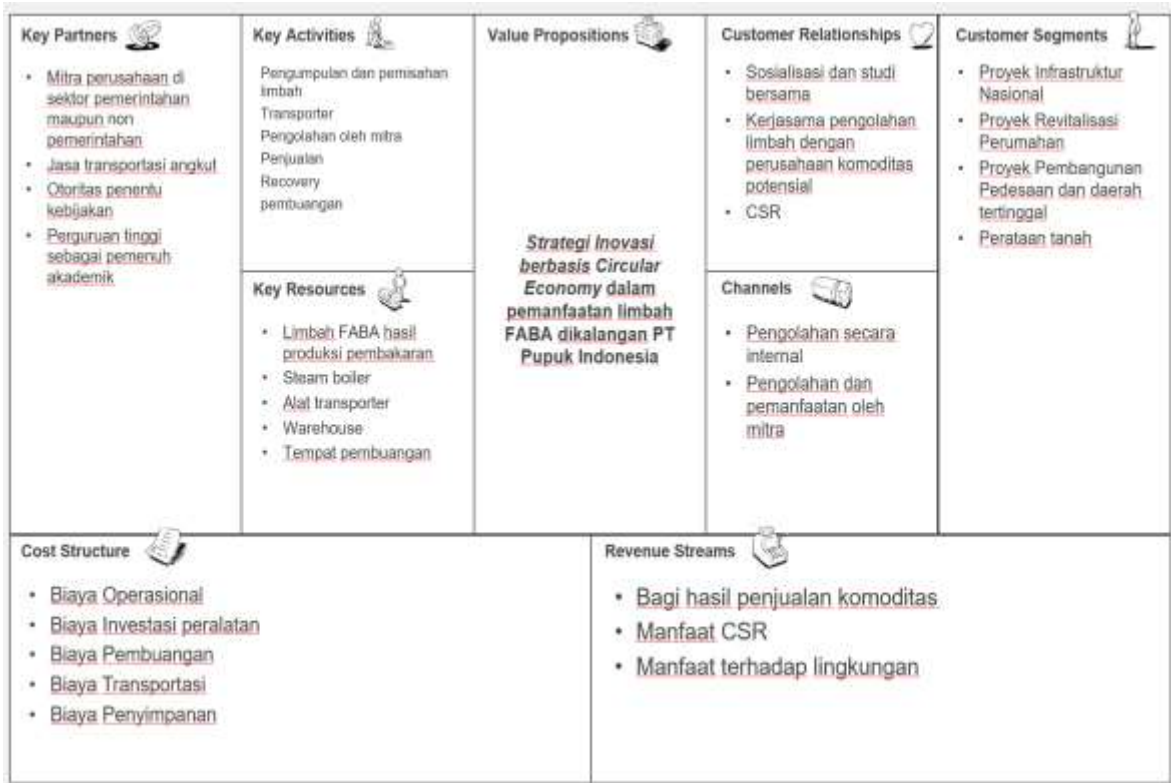 Key Partners
Mitra perusahaan di
sektor pemerintahan
maupun non
pemerintahan
Jasa transportasi angkut
Otoritas penentu
kebijakan
Perguruan tinggi
sebagai pemenuh
akademik
Key Activities
Pengumpulan dan pemisahan
limbah
Transporter
Pengolahan oleh mitra
Penjualan
Recovery
pembuangan
Key Resources
Limbah FABA hasil
produksi pembakaran
Steam boiler
Alat transporter
Warehouse
Tempat pembuangan
Value Propositions
Strategi Inovasi
berbasis Circular
Economy dalam
pemanfaatan limbah
FABA dikalangan PT
Pupuk Indonesia
Customer Relationships
Sosialisasi dan studi
bersama
Kerjasama pengolahan
limbah dengan
perusahaan komoditas
potensial
CSR
Channels
Pengolahan secara
internal
Pengolahan dan
pemanfaatan oleh
mitra
Customer Segments
Proyek Infrastruktur
Nasional
Proyek Revitalisasi
Perumahan
Proyek Pembangunan
Pedesaan dan daerah
tertinggal
Perataan tanah
Cost Structure
Biaya Operasional
Biaya Investasi peralatan
Biaya Pembuangan
Biaya Transportasi
Biaya Penyimpanan
Revenue Streams
Bagi hasil penjualan komoditas
Manfaat CSR
Manfaat terhadap lingkungan